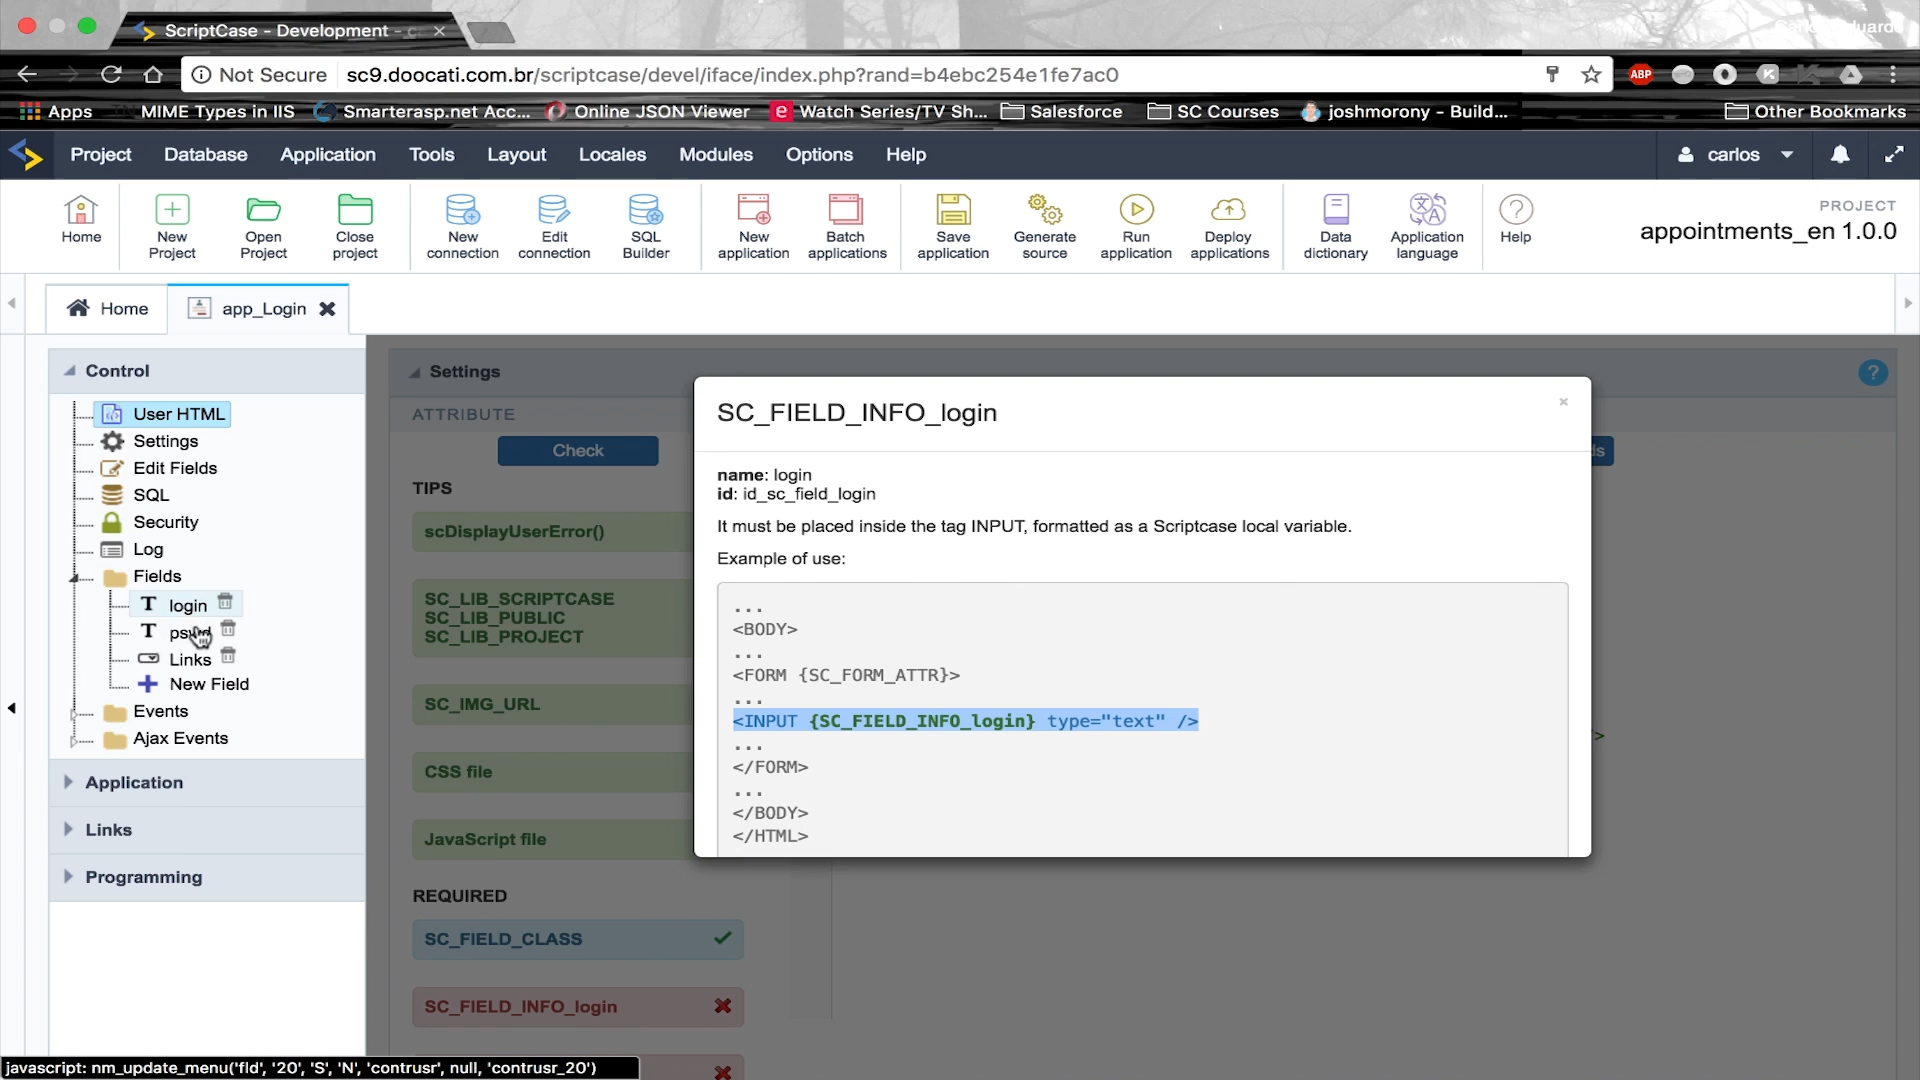 ScriptCase - Development - c
Not Secure
sc9.doocati.com.br/scriptcase/devel/iface/index.php?rand=b4ebc254e1fe7ac0
ABP
Apps
MIME Types in IIS
Smarterasp.net Acc...
Online JSON Viewer
Watch Series/TV Sh...
Salesforce
SC Courses
joshmorony - Build...
Other Bookmarks
Project
Database
Application
Tools
Layout
Locales
Modules
Options
Help
carlos
Home
New
Project
Open
Project
Close
project
New
connection
Edit
connection
SQL
Builder
New
application
Batch
applications
Save
application
Generate
source
Run
application
Deploy
applications
Data
dictionary
Application
language
Help
PROJECT
appointments_en 1.0.0
Home
app_Login
Control
User HTML
Settings
Edit Fields
SQL
Security
Log
Fields
login
Links
New Field
Events
Ajax Events
Application
Links
Programming
Settings
ATTRIBUTE
Check
TIPS
scDisplayUserError()
SC_LIB_SCRIPTCASE
SC_LIB_PUBLIC
SC_LIB_PROJECT
SC_IMG_URL
CSS file
JavaScript file
REQUIRED
SC_FIELD_CLASS
SC_FIELD_INFO_login
SC_FIELD_INFO_login
name: login
id: id_sc_field_login
It must be placed inside the tag INPUT, formatted as a Scriptcase local variable.
Example of use:
...
<BODY>
...
<FORM {SC_FORM_ATTR}>
...
<INPUT {SC_FIELD_INFO_login} type="text" />
...
</FORM>
...
</BODY>
</HTML>
javascript: nm_update_menu('fld', '20', 'S', 'N', 'contrusr', null, 'contrusr_20')